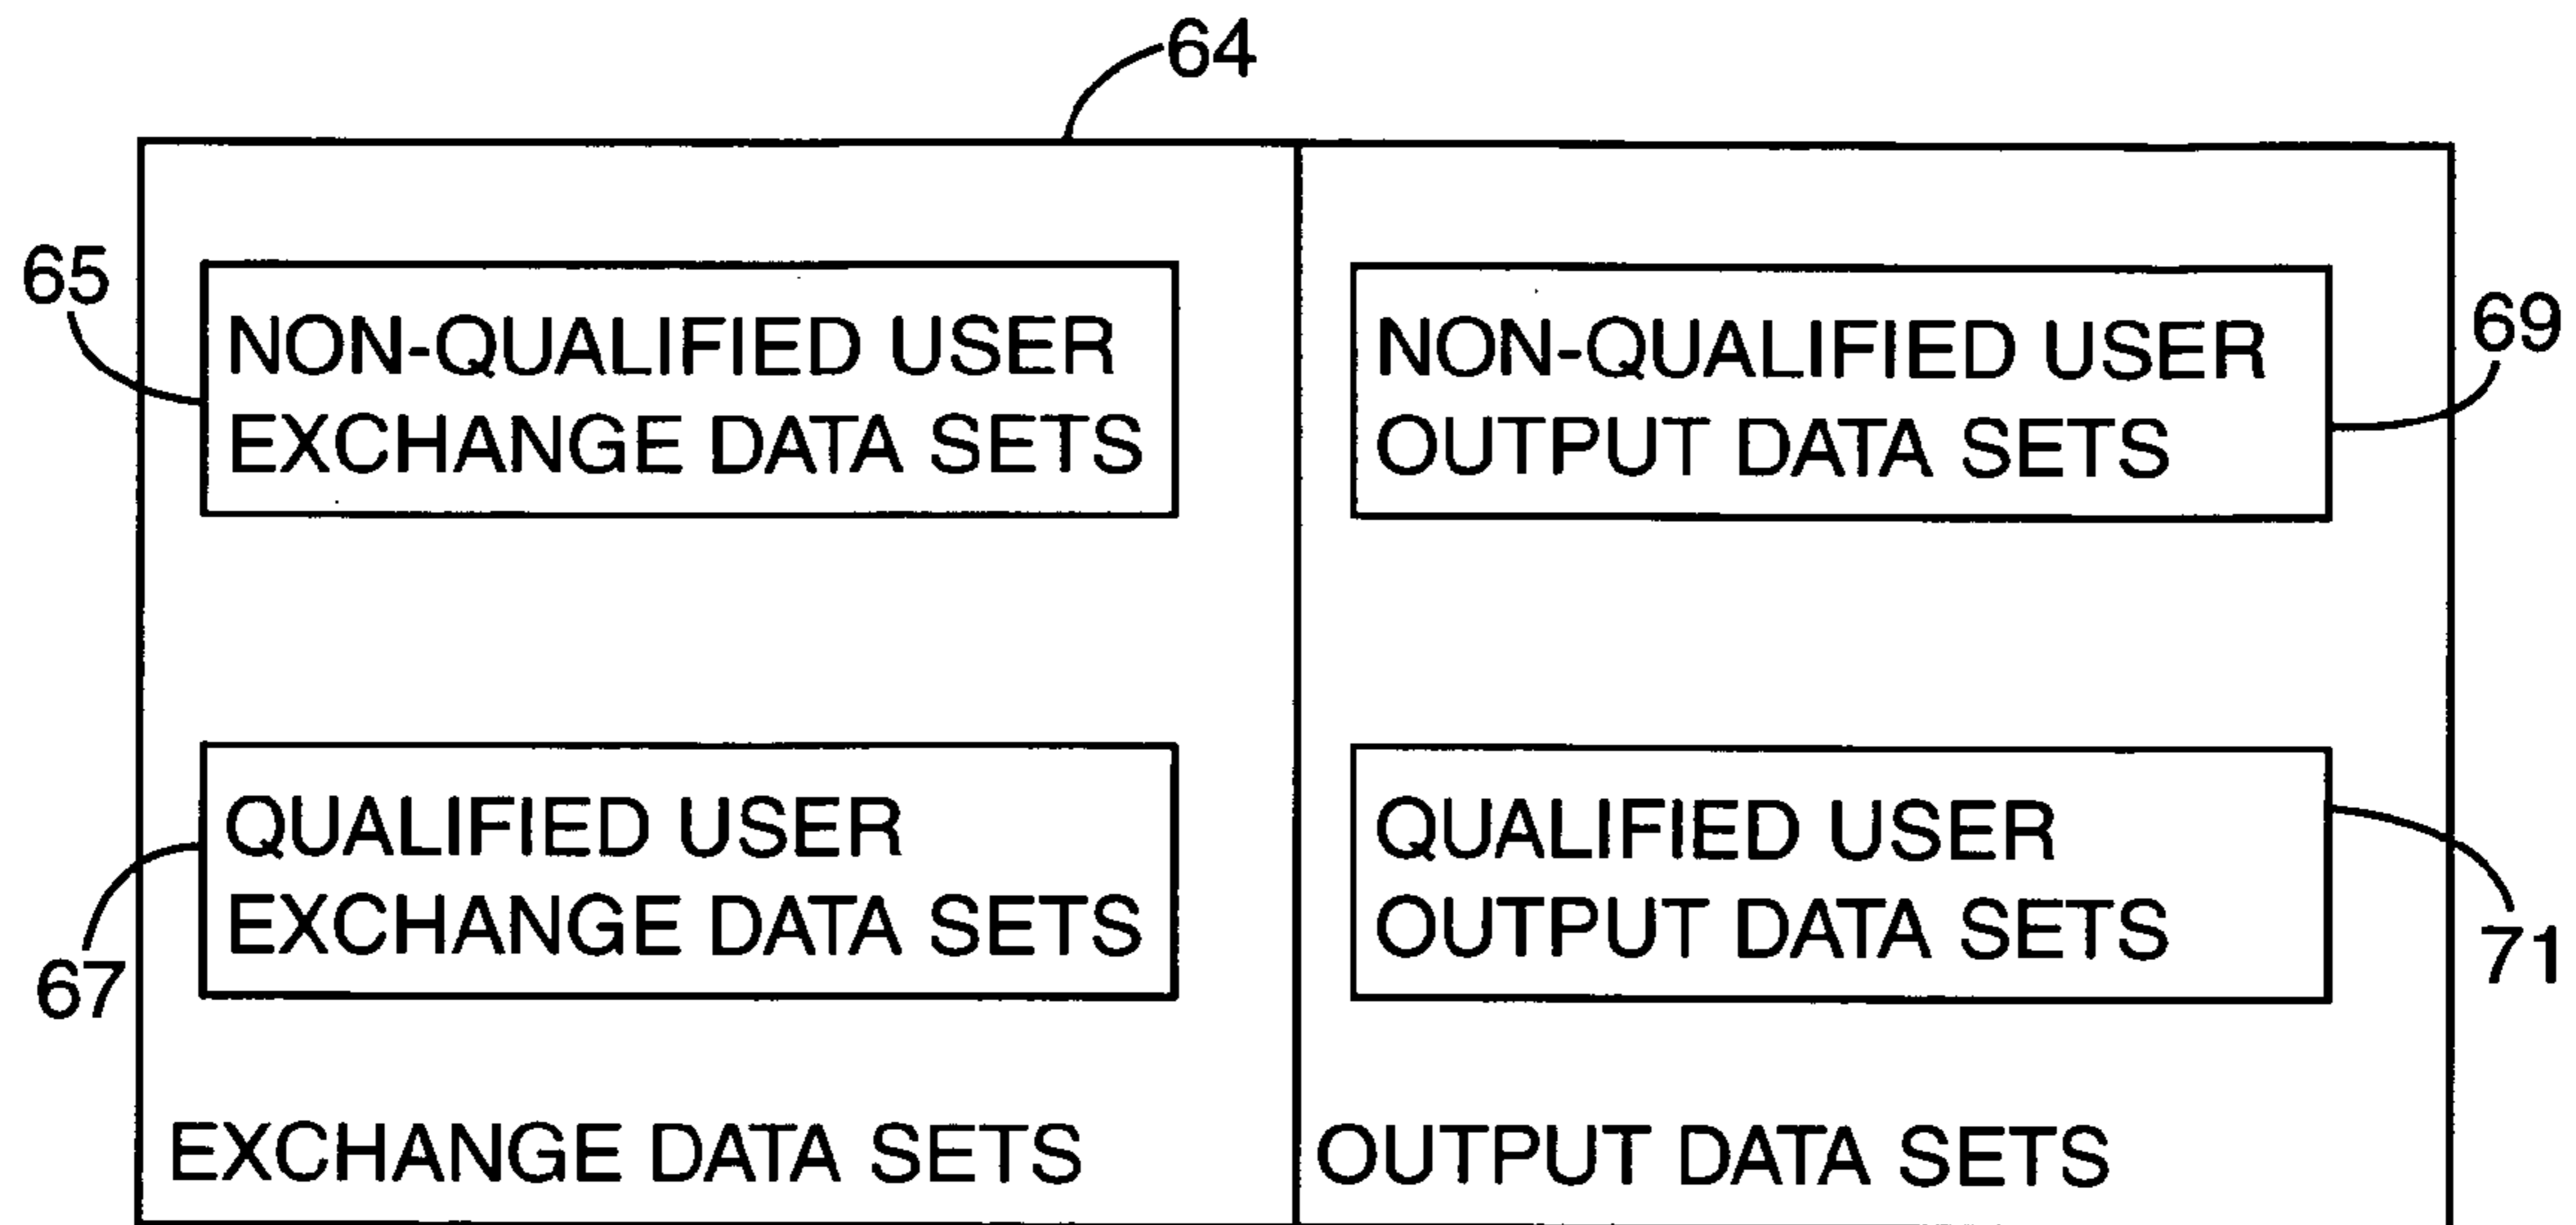 64
65
NON-QUALIFIED USER
EXCHANGE DATA SETS
NON-QUALIFIED USER
OUTPUT DATA SETS
69
QUALIFIED USER
EXCHANGE DATA SETS
67
QUALIFIED USER
OUTPUT DATA SETS
71
EXCHANGE DATA SETS
OUTPUT DATA SETS